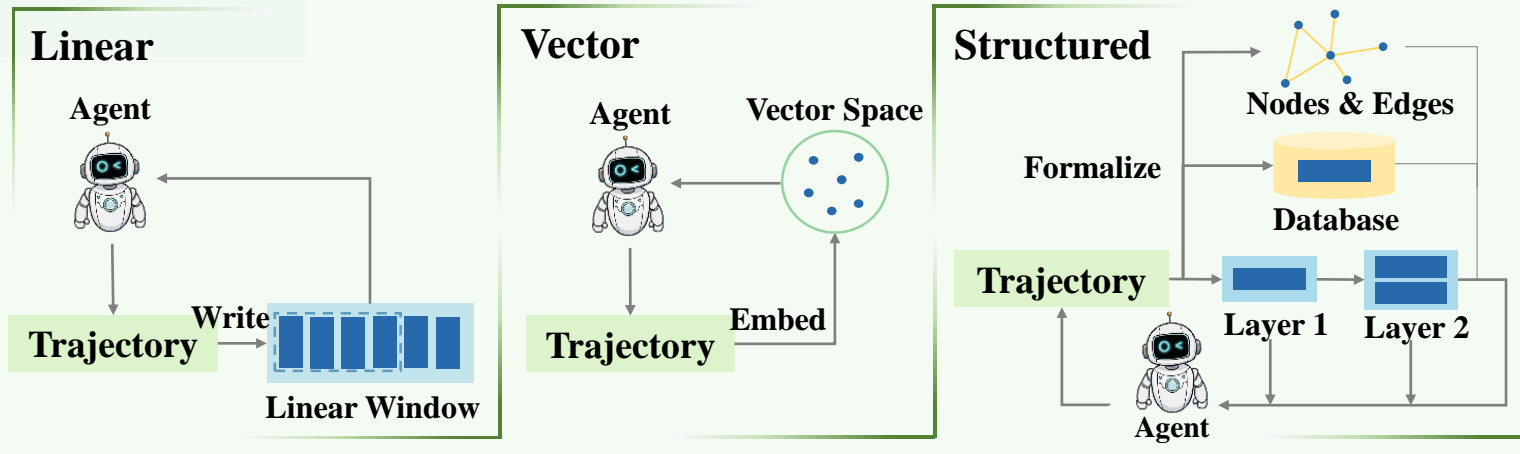 Linear
Agent
Write
Trajectory
Linear Window
Vector
Agent
Vector Space
Embed
Trajectory
Structured
Nodes & Edges
Formalize
Database
Trajectory
Layer 1
Layer 2
Agent